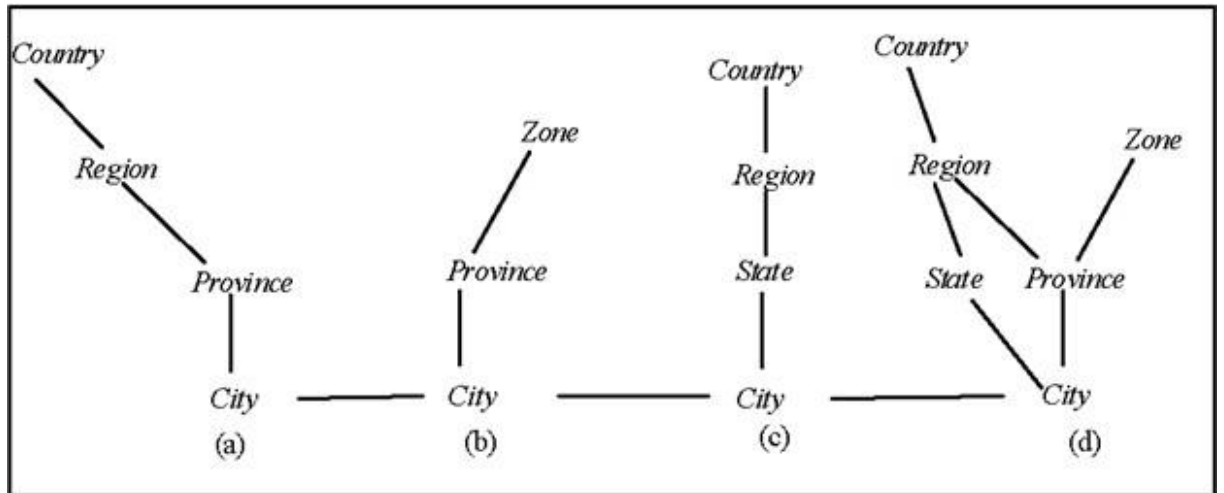 Country
Region
Province
City
(a)
Zone
Province
City
(b)
Country
Region
State
City
(c)
Country
Zone
Region
State Province
City
(d)